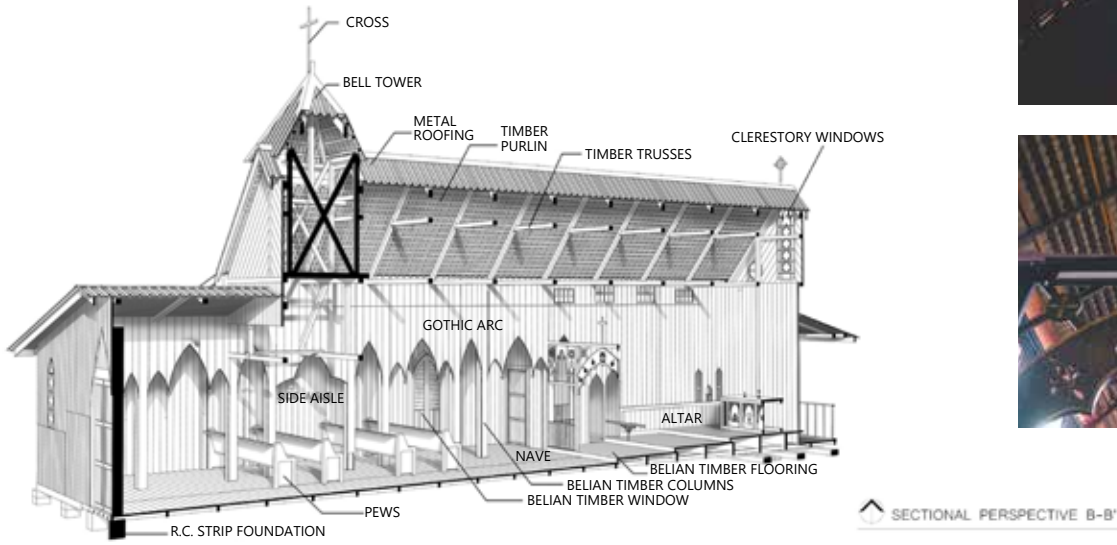 CROSS
BELL TOWER
METAL
ROOFING
TIMBER
PURLIN
TIMBER TRUSSES
CLERESTORY WINDOWS
GOTHIC ARC
SIDE AISLE
ALTAR
NAVE
BELIAN TIMBER FLOORING
BELIAN TIMBER COLUMNS
BELIAN TIMBER WINDOW
PEWS
R.C. STRIP FOUNDATION
SECTIONAL PERSPECTIVE B-B'